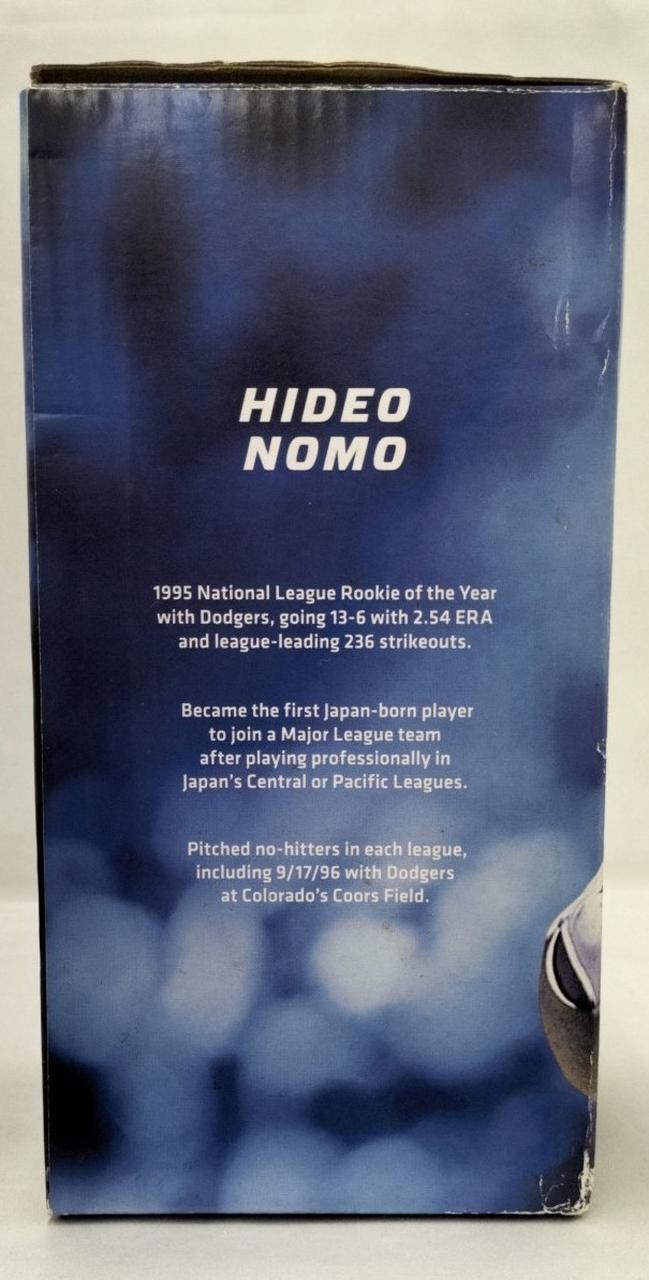 HIDEO
NOMO
1995 National League Rookie of the Year
with Dodgers, going 13-6 with 2.54 ERA
and league-leading 236 strikeouts.
Became the first Japan-born player
to join a Major League team
after playing professionally in
Japan's Central or Pacific Leagues.
Pitched no-hitters in each league,
including 9/17/96 with Dodgers
at Colorado's Coors Field.